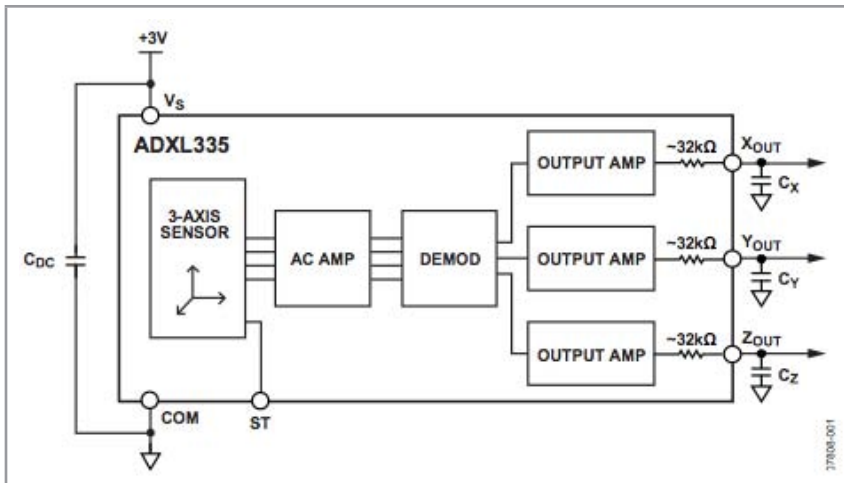 +3V
VS
ADXL335
3-AXIS
SENSOR
AC AMP
DEMOD
OUTPUT AMP
~32kΩ
XOUT
CX
OUTPUT AMP
~32kΩ
YOUT
CY
OUTPUT AMP
~32kΩ
ZOUT
CZ
CDC
COM
ST
07808-001